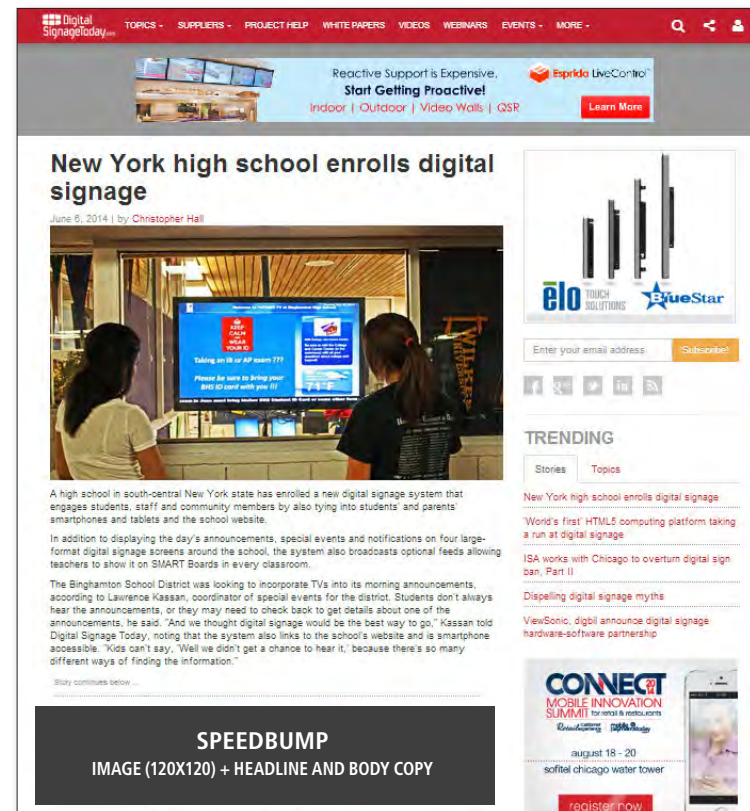 Digital
SignageToday.com
TOPICS SUPPLIERS PROJECT HELP WHITE PAPERS VIDEOS WEBINARS EVENTS MORE
Reactive Support is Expensive,
Start Getting Proactive!
Indoor | Outdoor | Video Walls | QSR
Esprida LiveControl
Learn More
New York high school enrolls digital
signage
June 6, 2014 | by Christopher Hall
KEEP
CALM
AND
WEAR
YOUR ID
Taking an IB or AP exam ???
Please be sure to bring your
BHS ID card with you !!!
71°F
A high school in south-central New York state has enrolled a new digital signage system that
engages students, staff and community members by also tying into students' and parents'
smartphones and tablets and the school website.
In addition to displaying the day's announcements, special events and notifications on four large-
format digital signage screens around the school, the system also broadcasts optional feeds allowing
teachers to show it on SMART Boards in every classroom.
The Binghamton School District was looking to incorporate TVs into its morning announcements,
according to Lawrence Kassan, coordinator of special events for the district. Students don't always
hear the announcements, or they may need to check back to get details about one of the
announcements, he said. "And we thought digital signage would be the best way to go," Kassan told
Digital Signage Today, noting that the system also links to the school's website and is smartphone
accessible. "Kids can't say, 'Well we didn't get a chance to hear it,' because there's so many
different ways of finding the information."
Story continues below ...
SPEEDBUMP
IMAGE (120X120) + HEADLINE AND BODY COPY
elo TOUCH
SOLUTIONS
BlueStar
Enter your email address Subscribe!
TRENDING
Stories Topics
New York high school enrolls digital signage
'World's first' HTML5 computing platform taking
a run at digital signage
ISA works with Chicago to overturn digital sign
ban, Part II
Dispelling digital signage myths
ViewSonic, digbil announce digital signage
hardware-software partnership
CONNECT
2014
MOBILE INNOVATION
SUMMIT for retail & restaurants
august 18 - 20
sofitel chicago water tower
register now